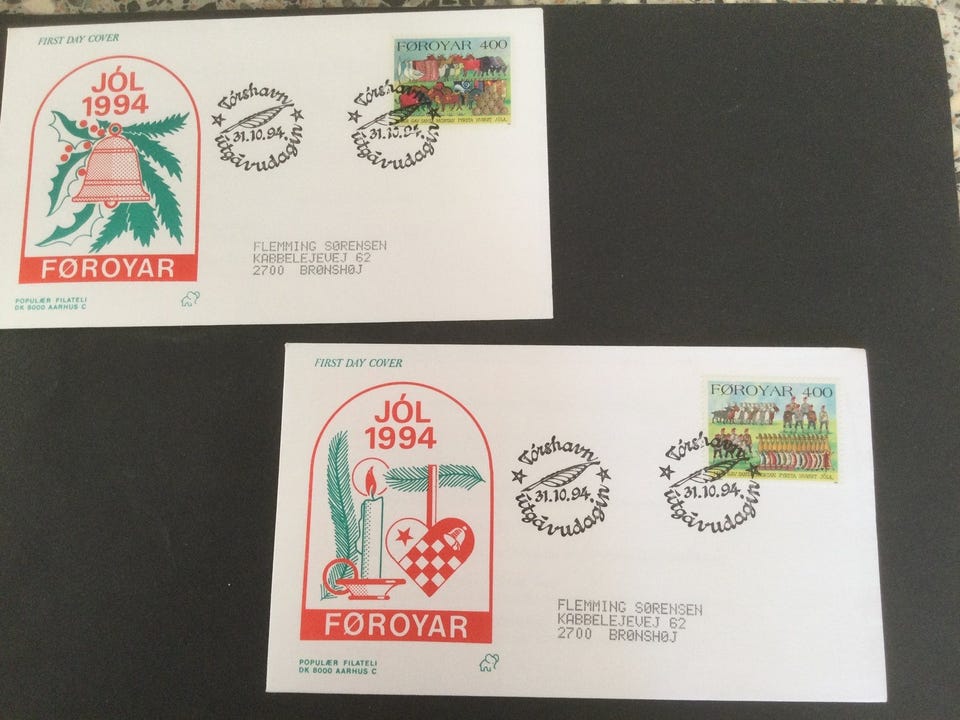 FIRST DAY COVER
JÓL
1994
FØROYAR
POPULÆR FILATELI
DK 8000 AARHUS C
Tórshavn
31.10.94.
útgávudagin
FØROYAR 400
Tórshavn
31.10.94.
útgávudagin
FLEMMING SØRENSEN
KABBELEJEVEJ 62
2700 BRØNSHØJ
FIRST DAY COVER
JÓL
1994
FØROYAR
POPULÆR FILATELI
DK 8000 AARHUS C
Tórshavn
31.10.94.
útgávudagin
FØROYAR 400
Tórshavn
31.10.94.
útgávudagin
FLEMMING SØRENSEN
KABBELEJEVEJ 62
2700 BRØNSHØJ